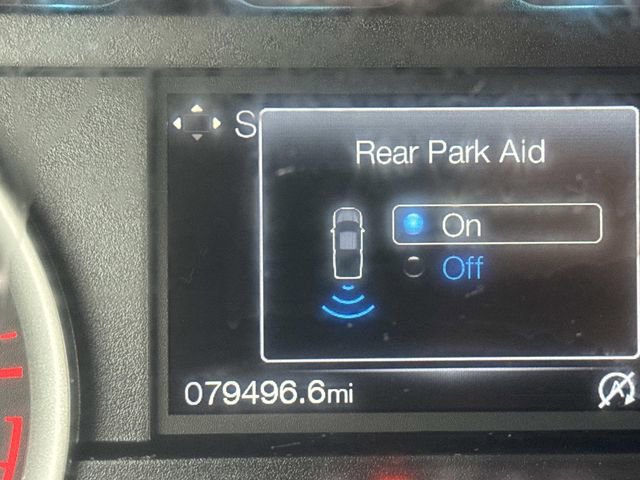 S
Rear Park Aid
On
Off
079496.6mi
A